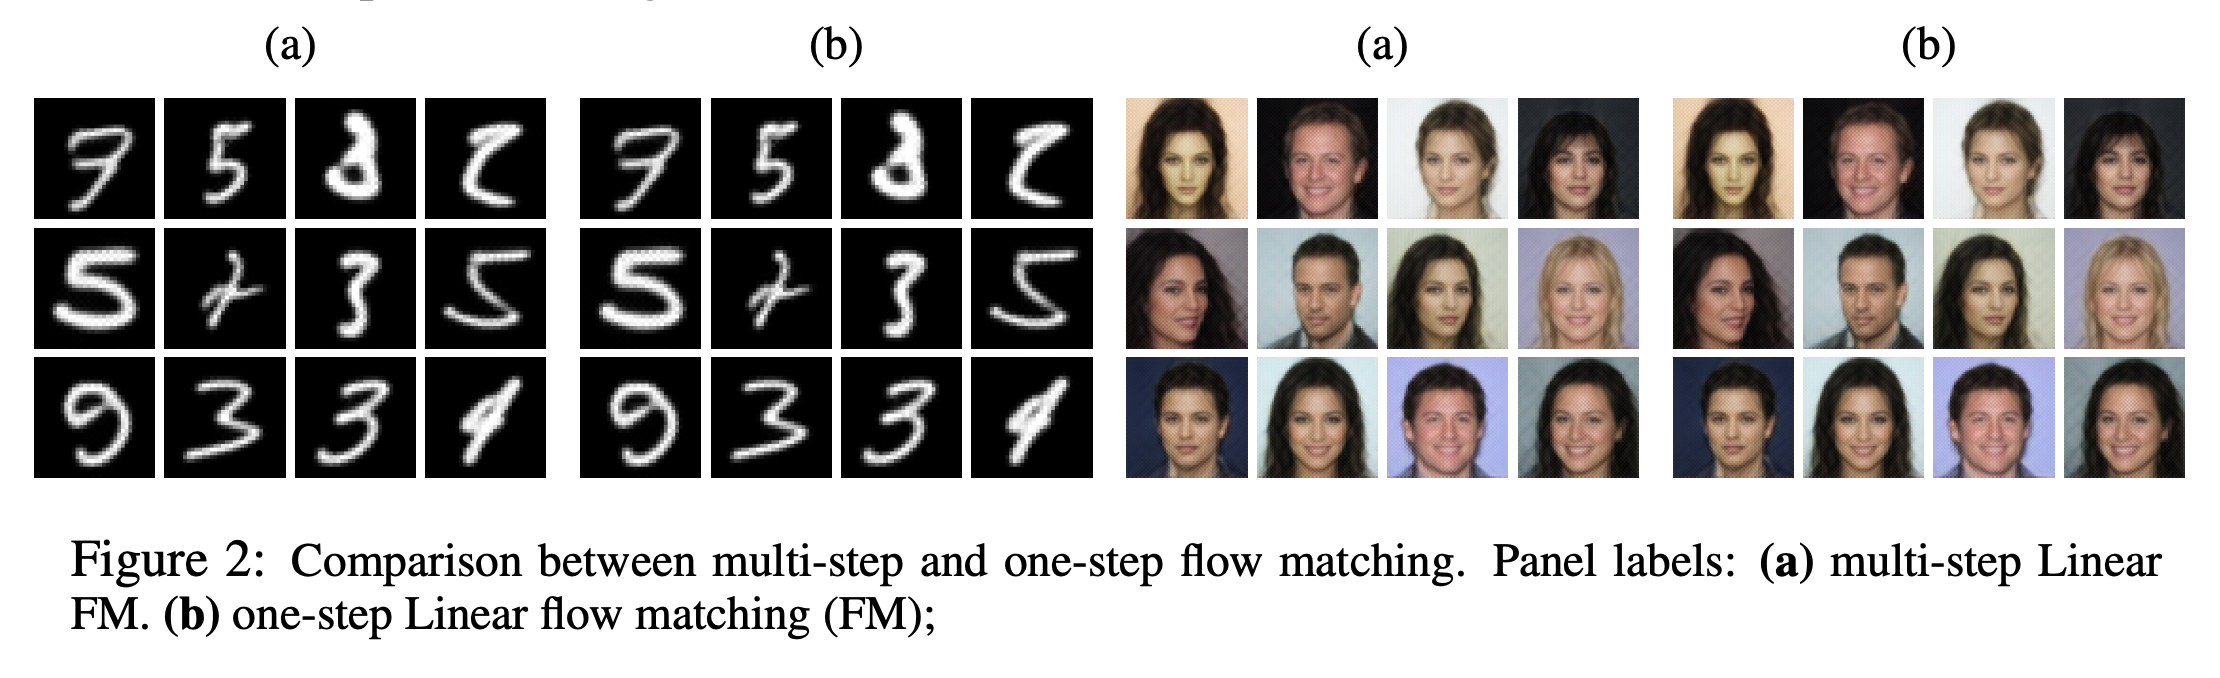 (a) (b) (a) (b)
Figure 2: Comparison between multi-step and one-step flow matching. Panel labels: (a) multi-step Linear
FM. (b) one-step Linear flow matching (FM);